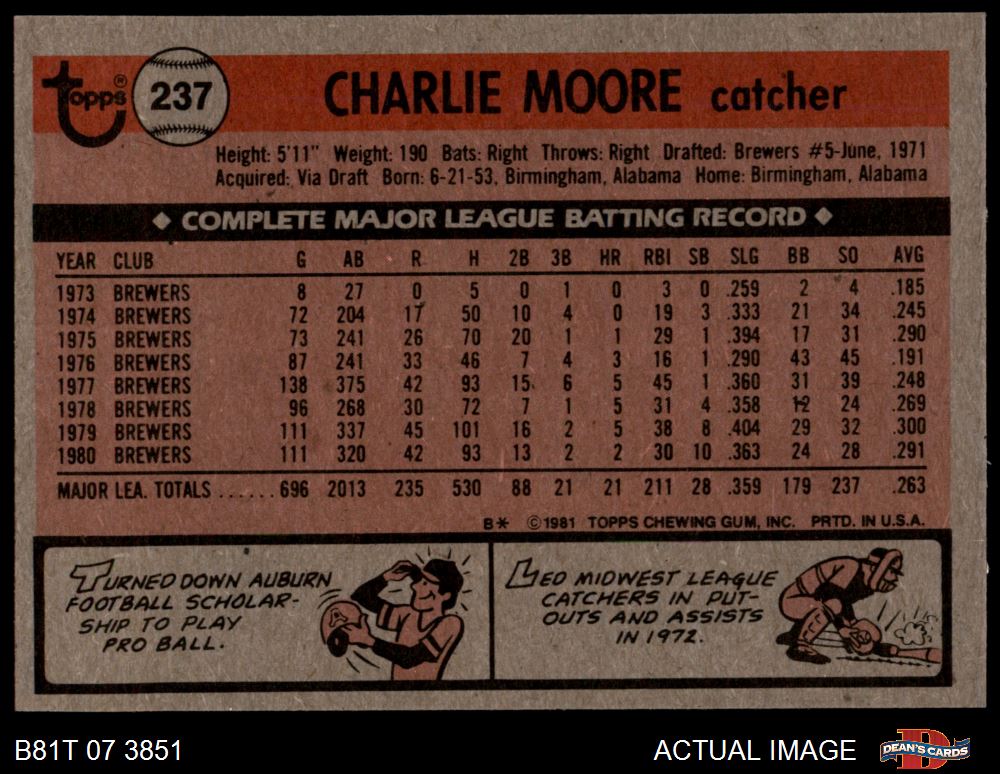 Topps®
237
CHARLIE MOORE catcher
Height: 5'11" Weight: 190 Bats: Right Throws: Right Drafted: Brewers #5-June, 1971
Acquired: Via Draft Born: 6-21-53, Birmingham, Alabama Home: Birmingham, Alabama
◆ COMPLETE MAJOR LEAGUE BATTING RECORD ◆
YEAR CLUB G AB R H 2B 3B HR RBI SB SLG BB SO AVG
1973 BREWERS 8 27 0 5 0 1 0 3 0 .259 2 4 .185
1974 BREWERS 72 204 17 50 10 4 0 19 3 .333 21 34 .245
1975 BREWERS 73 241 26 70 20 1 1 29 1 .394 17 31 .290
1976 BREWERS 87 241 33 46 7 4 3 16 1 .290 43 45 .191
1977 BREWERS 138 375 42 93 15 6 5 45 1 .360 31 39 .248
1978 BREWERS 96 268 30 72 7 1 5 31 4 .358 12 24 .269
1979 BREWERS 111 337 45 101 16 2 5 38 8 .404 29 32 .300
1980 BREWERS 111 320 42 93 13 2 2 30 10 .363 24 28 .291
MAJOR LEA. TOTALS ...... 696 2013 235 530 88 21 21 211 28 .359 179 237 .263
B* ©1981 TOPPS CHEWING GUM, INC. PRTD. IN U.S.A.
TURNED DOWN AUBURN
FOOTBALL SCHOLAR-
SHIP TO PLAY
PRO BALL.
LED MIDWEST LEAGUE
CATCHERS IN PUT-
OUTS AND ASSISTS
IN 1972.
B81T 07 3851
ACTUAL IMAGE
DEAN'S CARDS